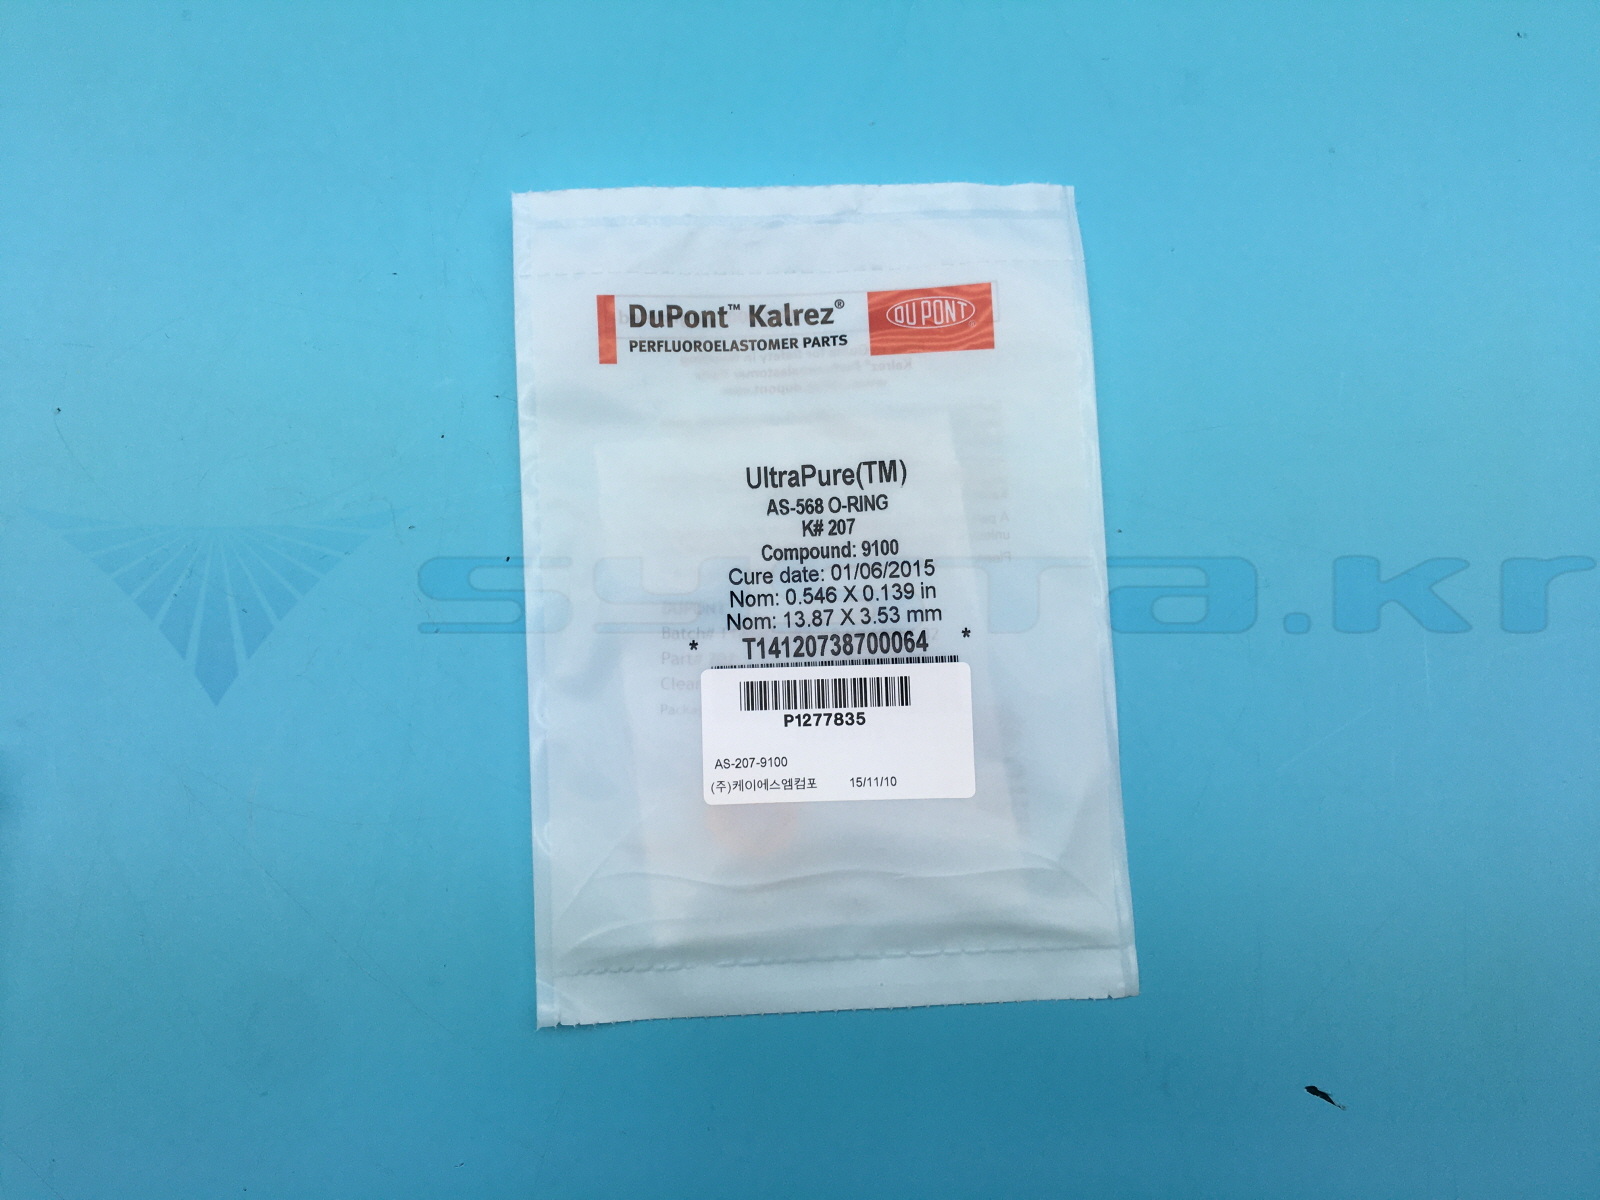 DuPont™ Kalrez®
PERFLUOROELASTOMER PARTS
DU PONT®
UltraPure(TM)
AS-568 O-RING
K# 207
Compound: 9100
Cure date: 01/06/2015
Nom: 0.546 X 0.139 in
Nom: 13.87 X 3.53 mm
* T14120738700064 *
P1277835
AS-207-9100
(주)케이에스엠컴포 15/11/10